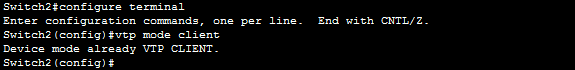 Switch2#configure terminal
Enter configuration commands, one per line.  End with CNTL/Z.
Switch2(config)#vtp mode client
Device mode already VTP CLIENT.
Switch2(config)#